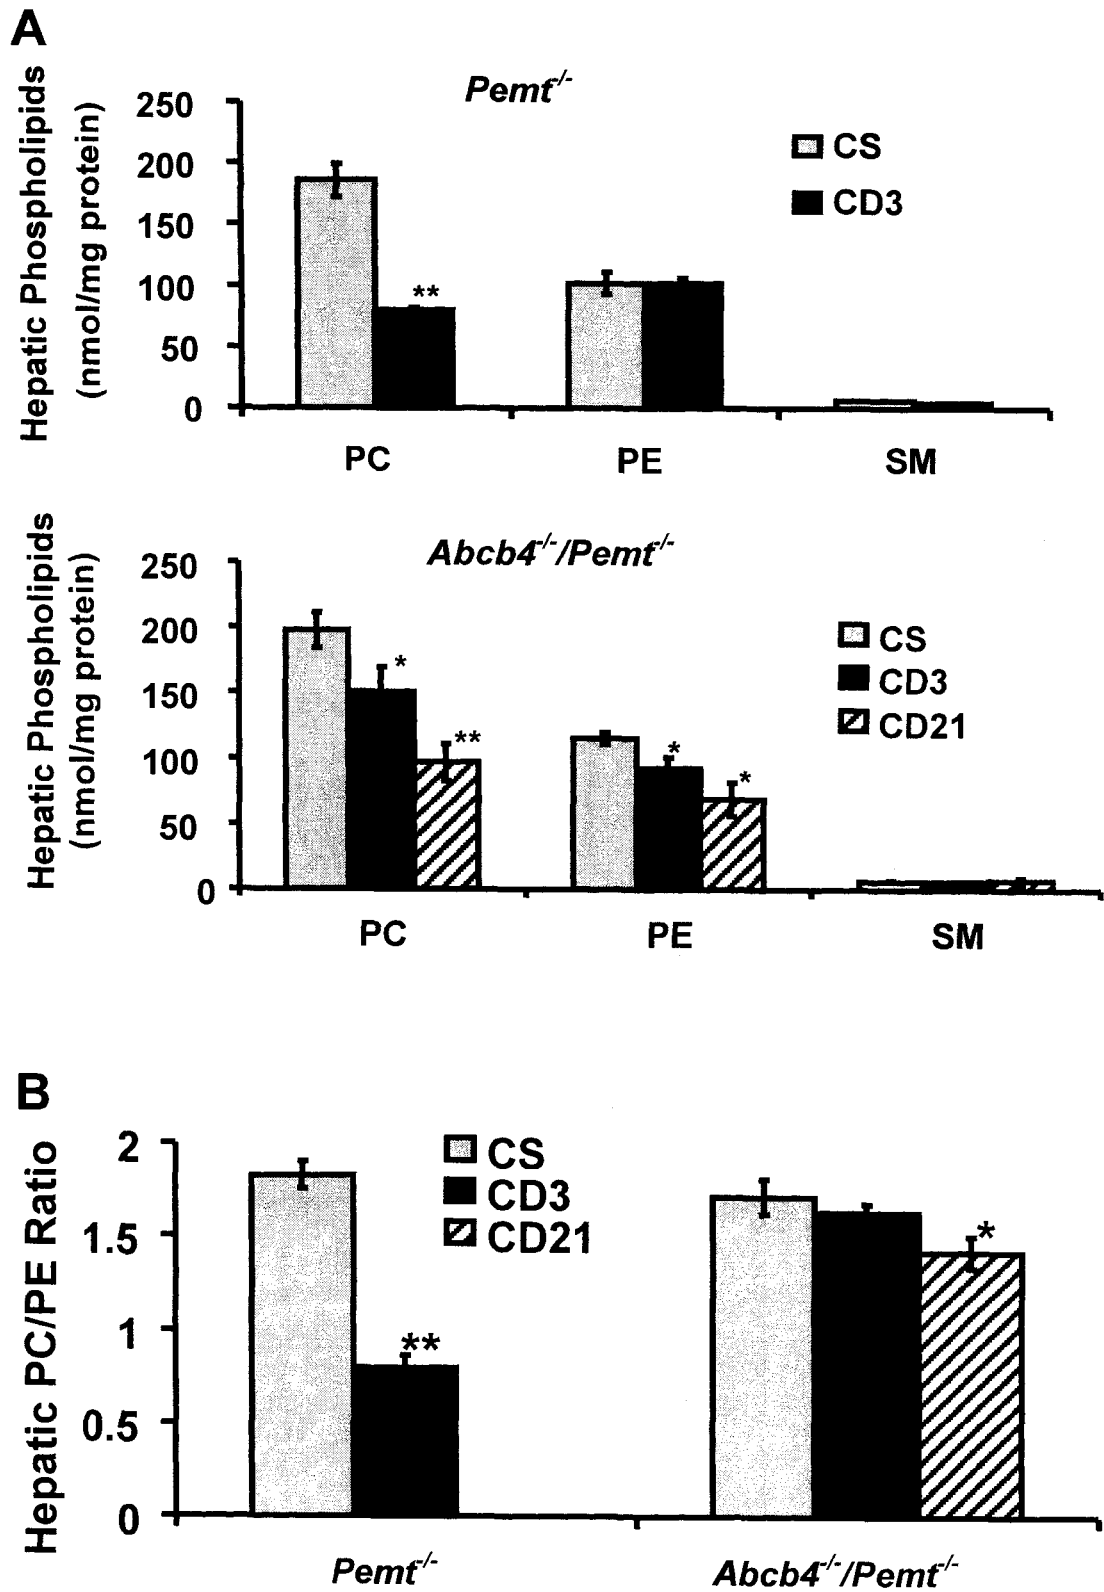 A
Pemt-/-
Hepatic Phospholipids
(nmol/mg protein)
250
200
150
100
50
0
CS
CD3
**
PC PE SM
Abcb4-/-/Pemt-/-
Hepatic Phospholipids
(nmol/mg protein)
250
200
150
100
50
0
CS
CD3
CD21
*
**
*
*
PC PE SM
B
Hepatic PC/PE Ratio
2
1.5
1
0.5
0
CS
CD3
CD21
**
*
Pemt-/- Abcb4-/-/Pemt-/-